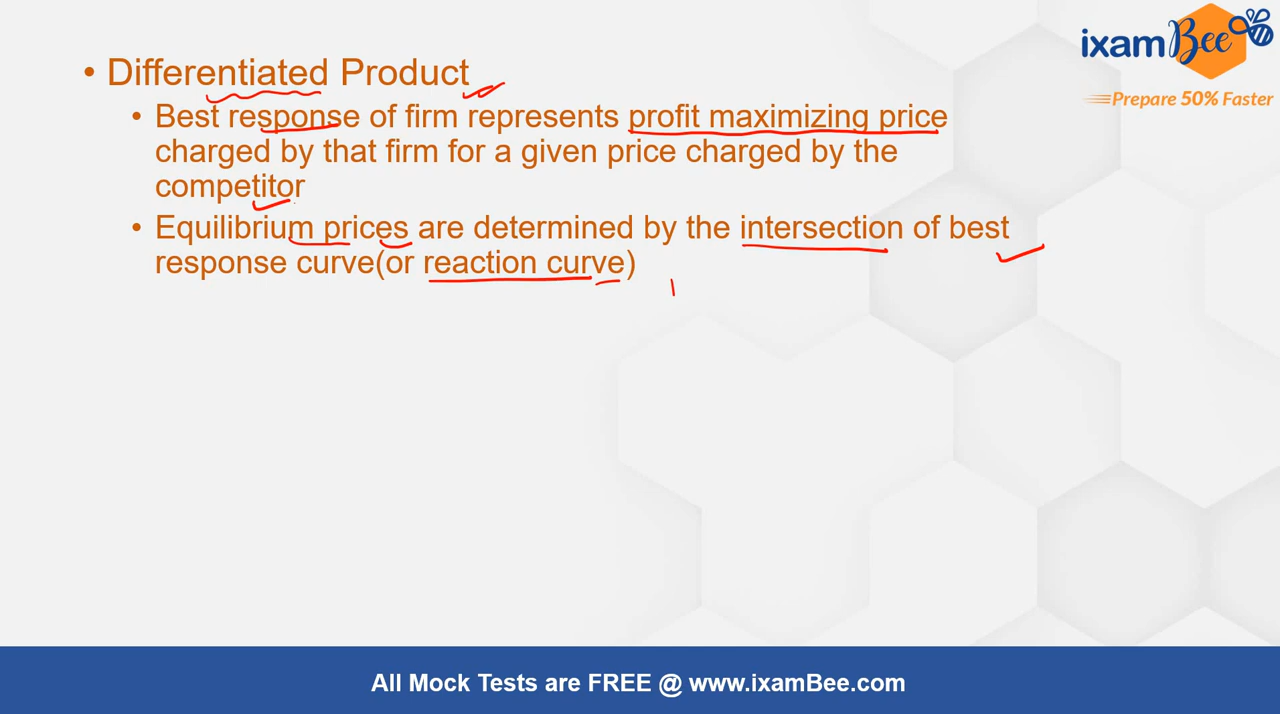 ixamBee
Prepare 50% Faster
• Differentiated Product
• Best response of firm represents profit maximizing price
charged by that firm for a given price charged by the
competitor
• Equilibrium prices are determined by the intersection of best
response curve(or reaction curve)
All Mock Tests are FREE @ www.ixamBee.com